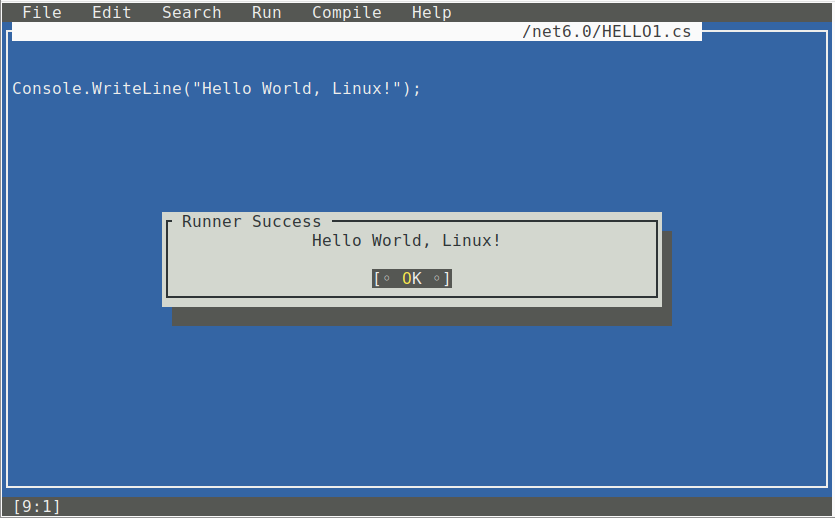 File Edit Search Run Compile Help
/net6.0/HELLO1.cs
Console.WriteLine("Hello World, Linux!");
Runner Success
Hello World, Linux!
[◦ OK ◦]
[9:1]